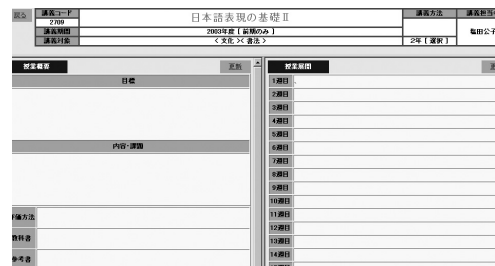 戻る
講義コード
2709
日本語表現の基礎Ⅱ
講義方法
講義担当
講義期間
2003年度 [ 前期のみ ]
塩田公子
講義対象
< 文化 >< 書法 >
2年 [ 選択 ]
授業概要
更新
目標
内容・課題
評価方法
教科書
参考書
授業展開
1週目
2週目
3週目
4週目
5週目
6週目
7週目
8週目
9週目
10週目
11週目
12週目
13週目
14週目